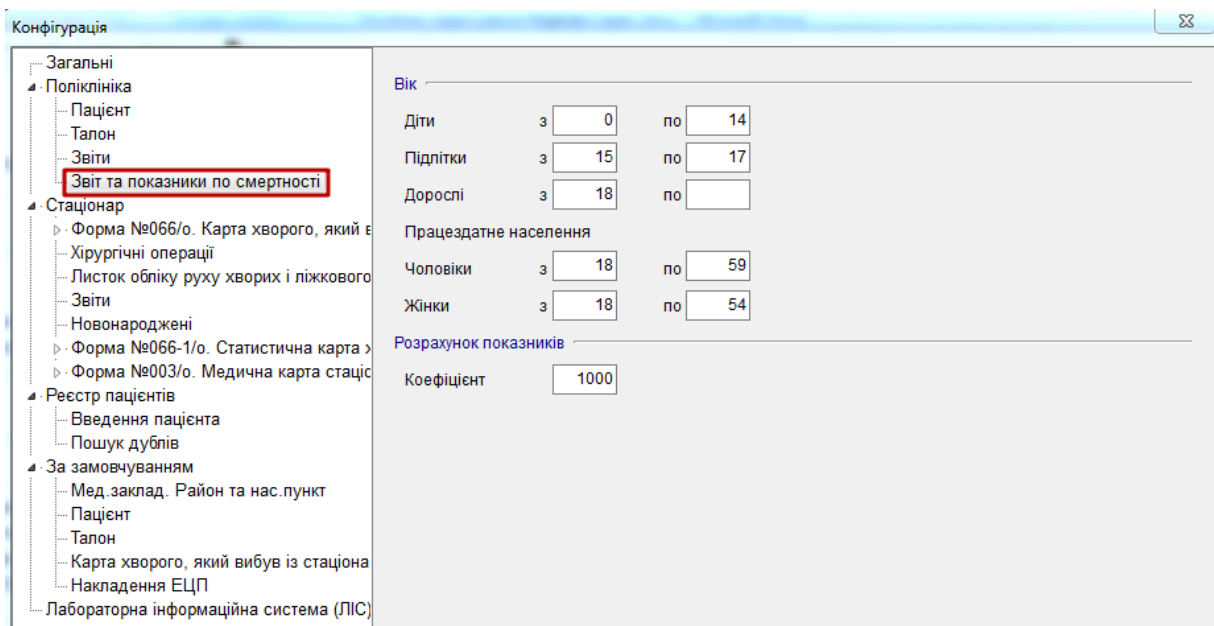 Конфігурація
Загальні
Поліклініка
Пацієнт
Талон
Звіти
Звіт та показники по смертності
Стаціонар
Форма №066/о. Карта хворого, який в
Хірургічні операції
Листок обліку руху хворих і ліжкового
Звіти
Новонароджені
Форма №066-1/о. Статистична карта х
Форма №003/о. Медична карта стаціс
Реєстр пацієнтів
Введення пацієнта
Пошук дублів
За замовчуванням
Мед.заклад. Район та нас.пункт
Пацієнт
Талон
Карта хворого, який вибув із стаціона
Накладення ЕЦП
Лабораторна інформаційна система (ЛІС)
Вік
Діти з 0 по 14
Підлітки з 15 по 17
Дорослі з 18 по
Працездатне населення
Чоловіки з 18 по 59
Жінки з 18 по 54
Розрахунок показників
Коефіцієнт 1000